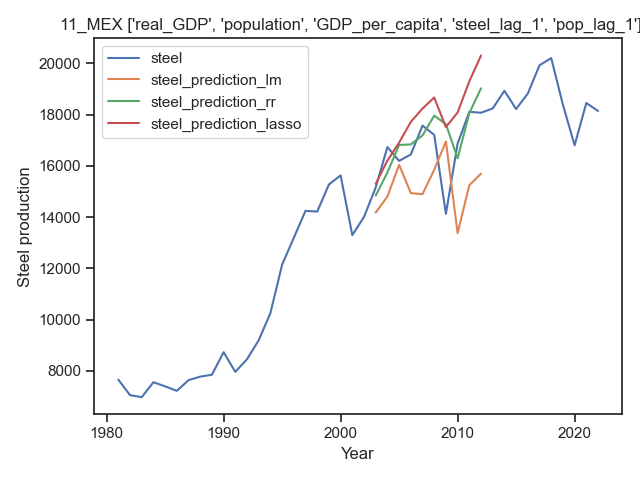 11_MEX ['real_GDP', 'population', 'GDP_per_capita', 'steel_lag_1', 'pop_lag_1']
steel
steel_prediction_lm
steel_prediction_rr
steel_prediction_lasso
20000
18000
16000
14000
12000
10000
8000
Steel production
1980
1990
2000
2010
2020
Year